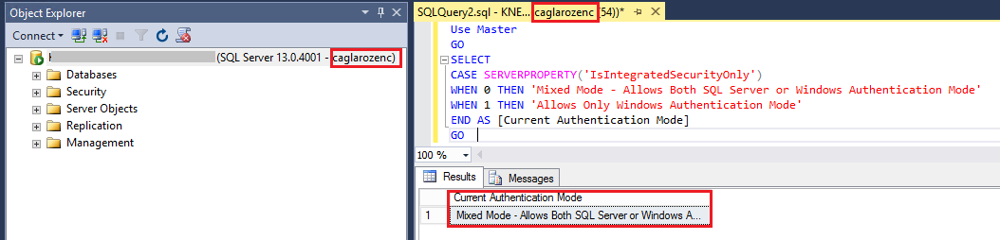 Object Explorer
Connect
(SQL Server 13.0.4001 - caglarozenc)
Databases
Security
Server Objects
Replication
Management
SQLQuery2.sql - KNE... caglarozenc (54))*
Use Master
GO
SELECT
CASE SERVERPROPERTY('IsIntegratedSecurityOnly')
WHEN 0 THEN 'Mixed Mode - Allows Both SQL Server or Windows Authentication Mode'
WHEN 1 THEN 'Allows Only Windows Authentication Mode'
END AS [Current Authentication Mode]
GO
100 %
Results Messages
Current Authentication Mode
1 Mixed Mode - Allows Both SQL Server or Windows A...